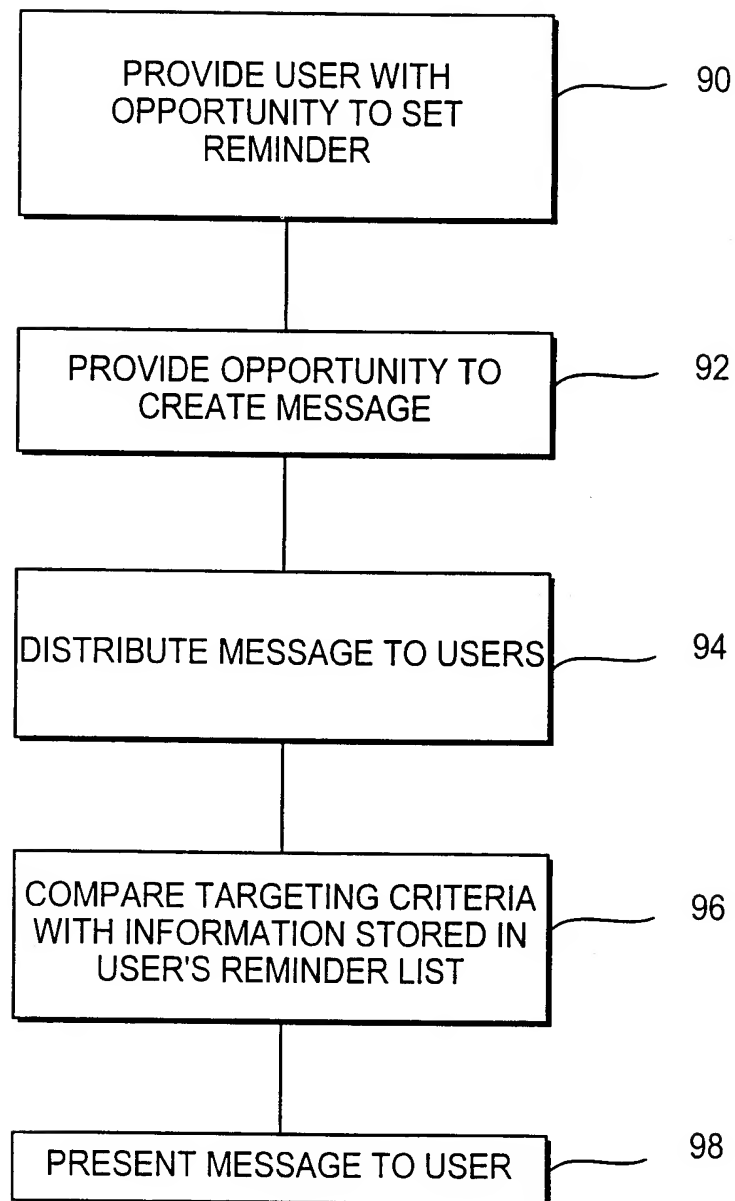 PROVIDE USER WITH
OPPORTUNITY TO SET
REMINDER
90
PROVIDE OPPORTUNITY TO
CREATE MESSAGE
92
DISTRIBUTE MESSAGE TO USERS
94
COMPARE TARGETING CRITERIA
WITH INFORMATION STORED IN
USER'S REMINDER LIST
96
PRESENT MESSAGE TO USER
98